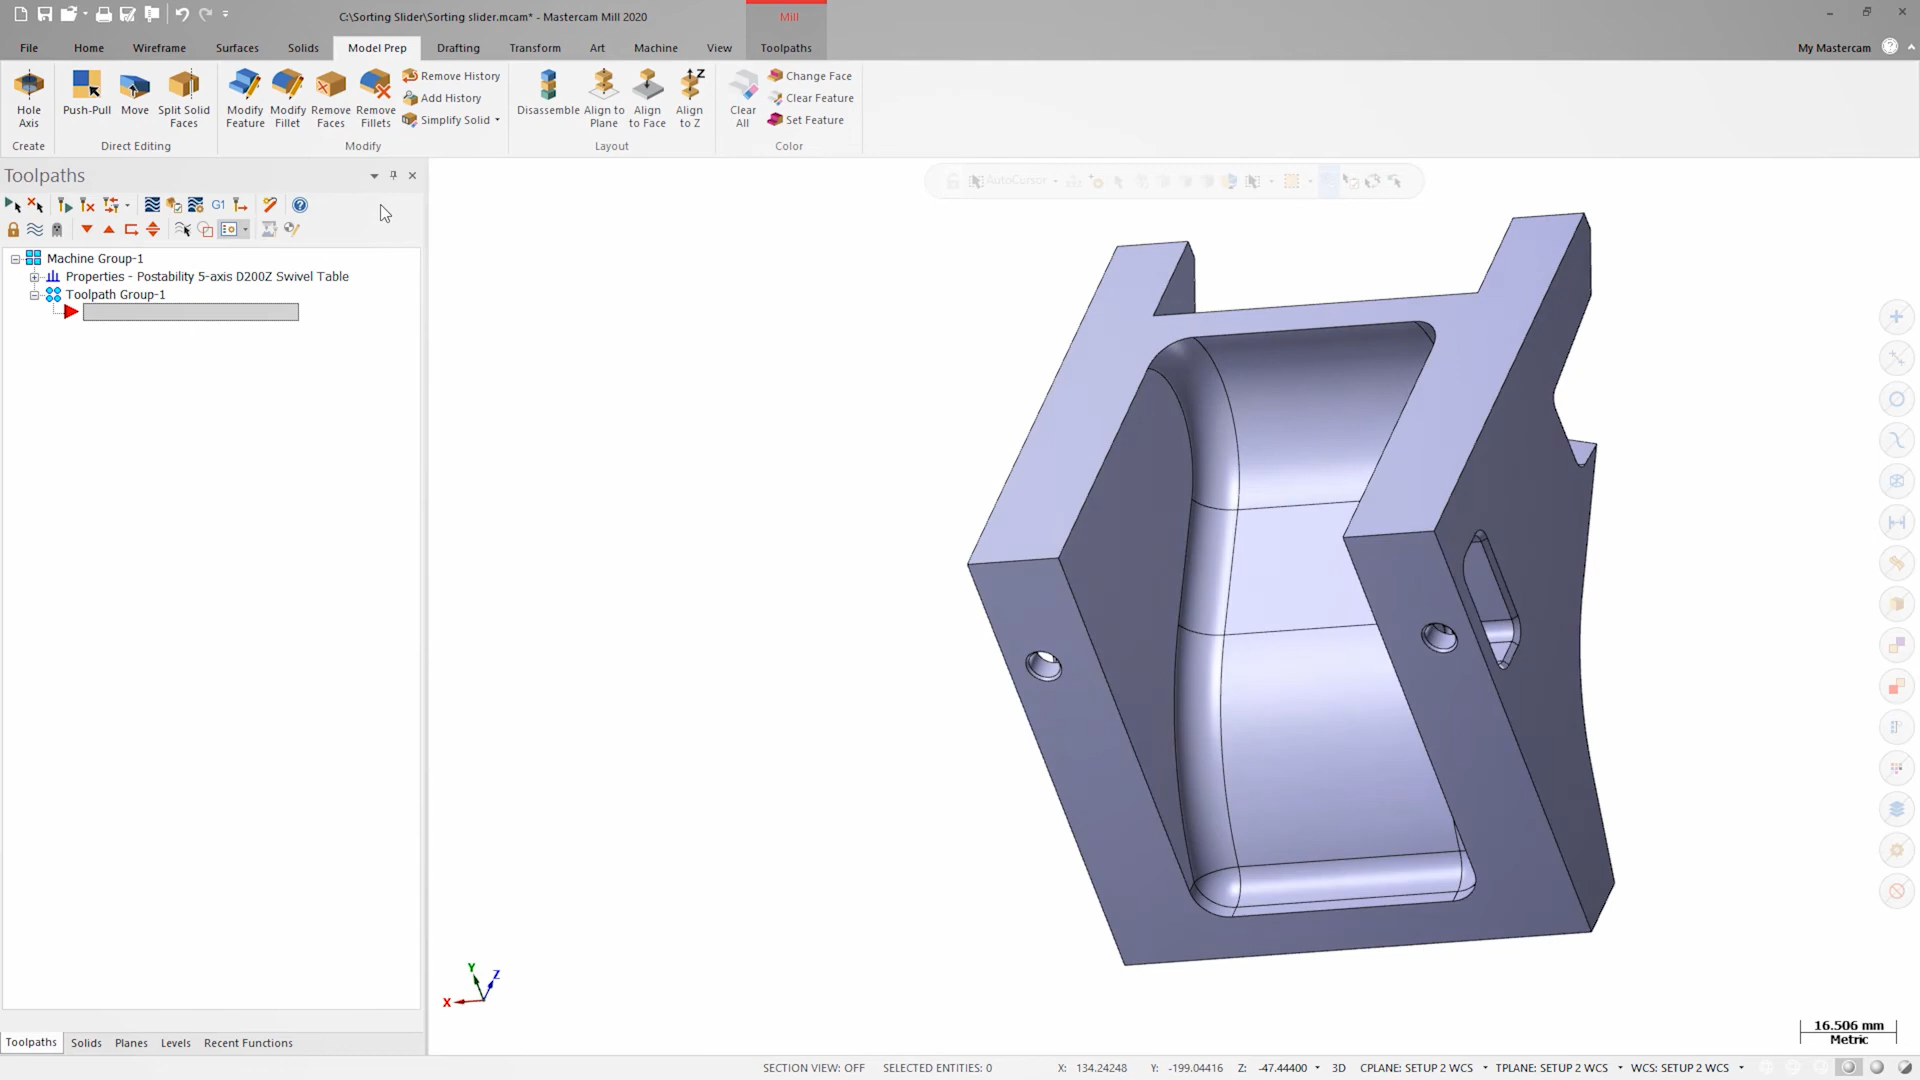 C:\Sorting Slider\Sorting slider.mcam* - Mastercam Mill 2020
Mill
File Home Wireframe Surfaces Solids Model Prep Drafting Transform Art Machine View Toolpaths My Mastercam
Hole Axis
Push-Pull
Move
Split Solid Faces
Modify Feature
Modify Fillet
Remove Faces
Remove Fillets
Remove History
Add History
Simplify Solid
Disassemble
Align to Plane
Align to Face
Z
Align to Z
Clear All
Change Face
Clear Feature
Set Feature
Create Direct Editing Modify Layout Color
Toolpaths
AutoCursor
G1
Machine Group-1
Properties - Postability 5-axis D200Z Swivel Table
Toolpath Group-1
Y
Z
X
16.506 mm
Metric
Toolpaths Solids Planes Levels Recent Functions
SECTION VIEW: OFF SELECTED ENTITIES: 0 X: 134.24248 Y: -199.04416 Z: -47.44400 3D CPLANE: SETUP 2 WCS TPLANE: SETUP 2 WCS WCS: SETUP 2 WCS